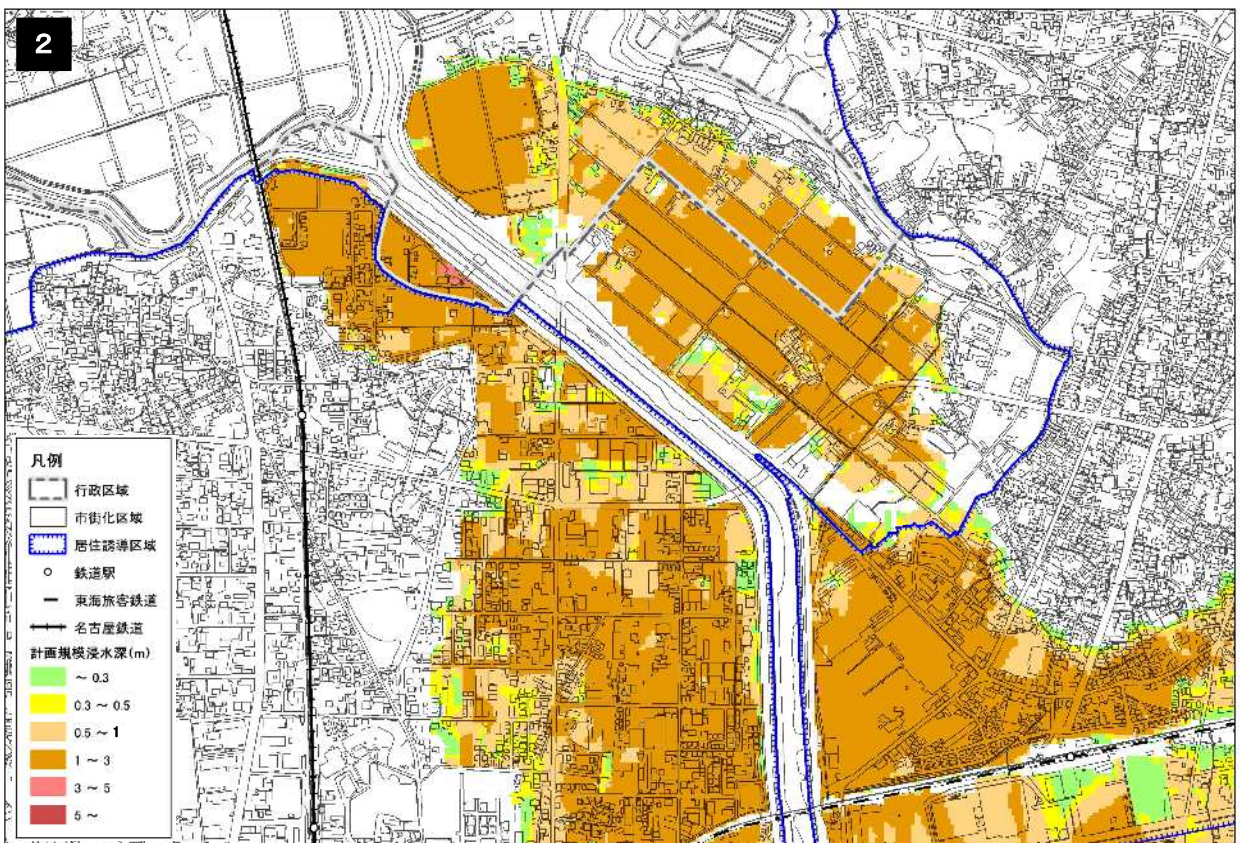 2
凡例
行政区域
市街化区域
居住誘導区域
鉄道駅
東海旅客鉄道
名古屋鉄道
計画規模浸水深(m)
～ 0.3
0.3 ～ 0.5
0.5 ～ 1
1 ～ 3
3 ～ 5
5 ～